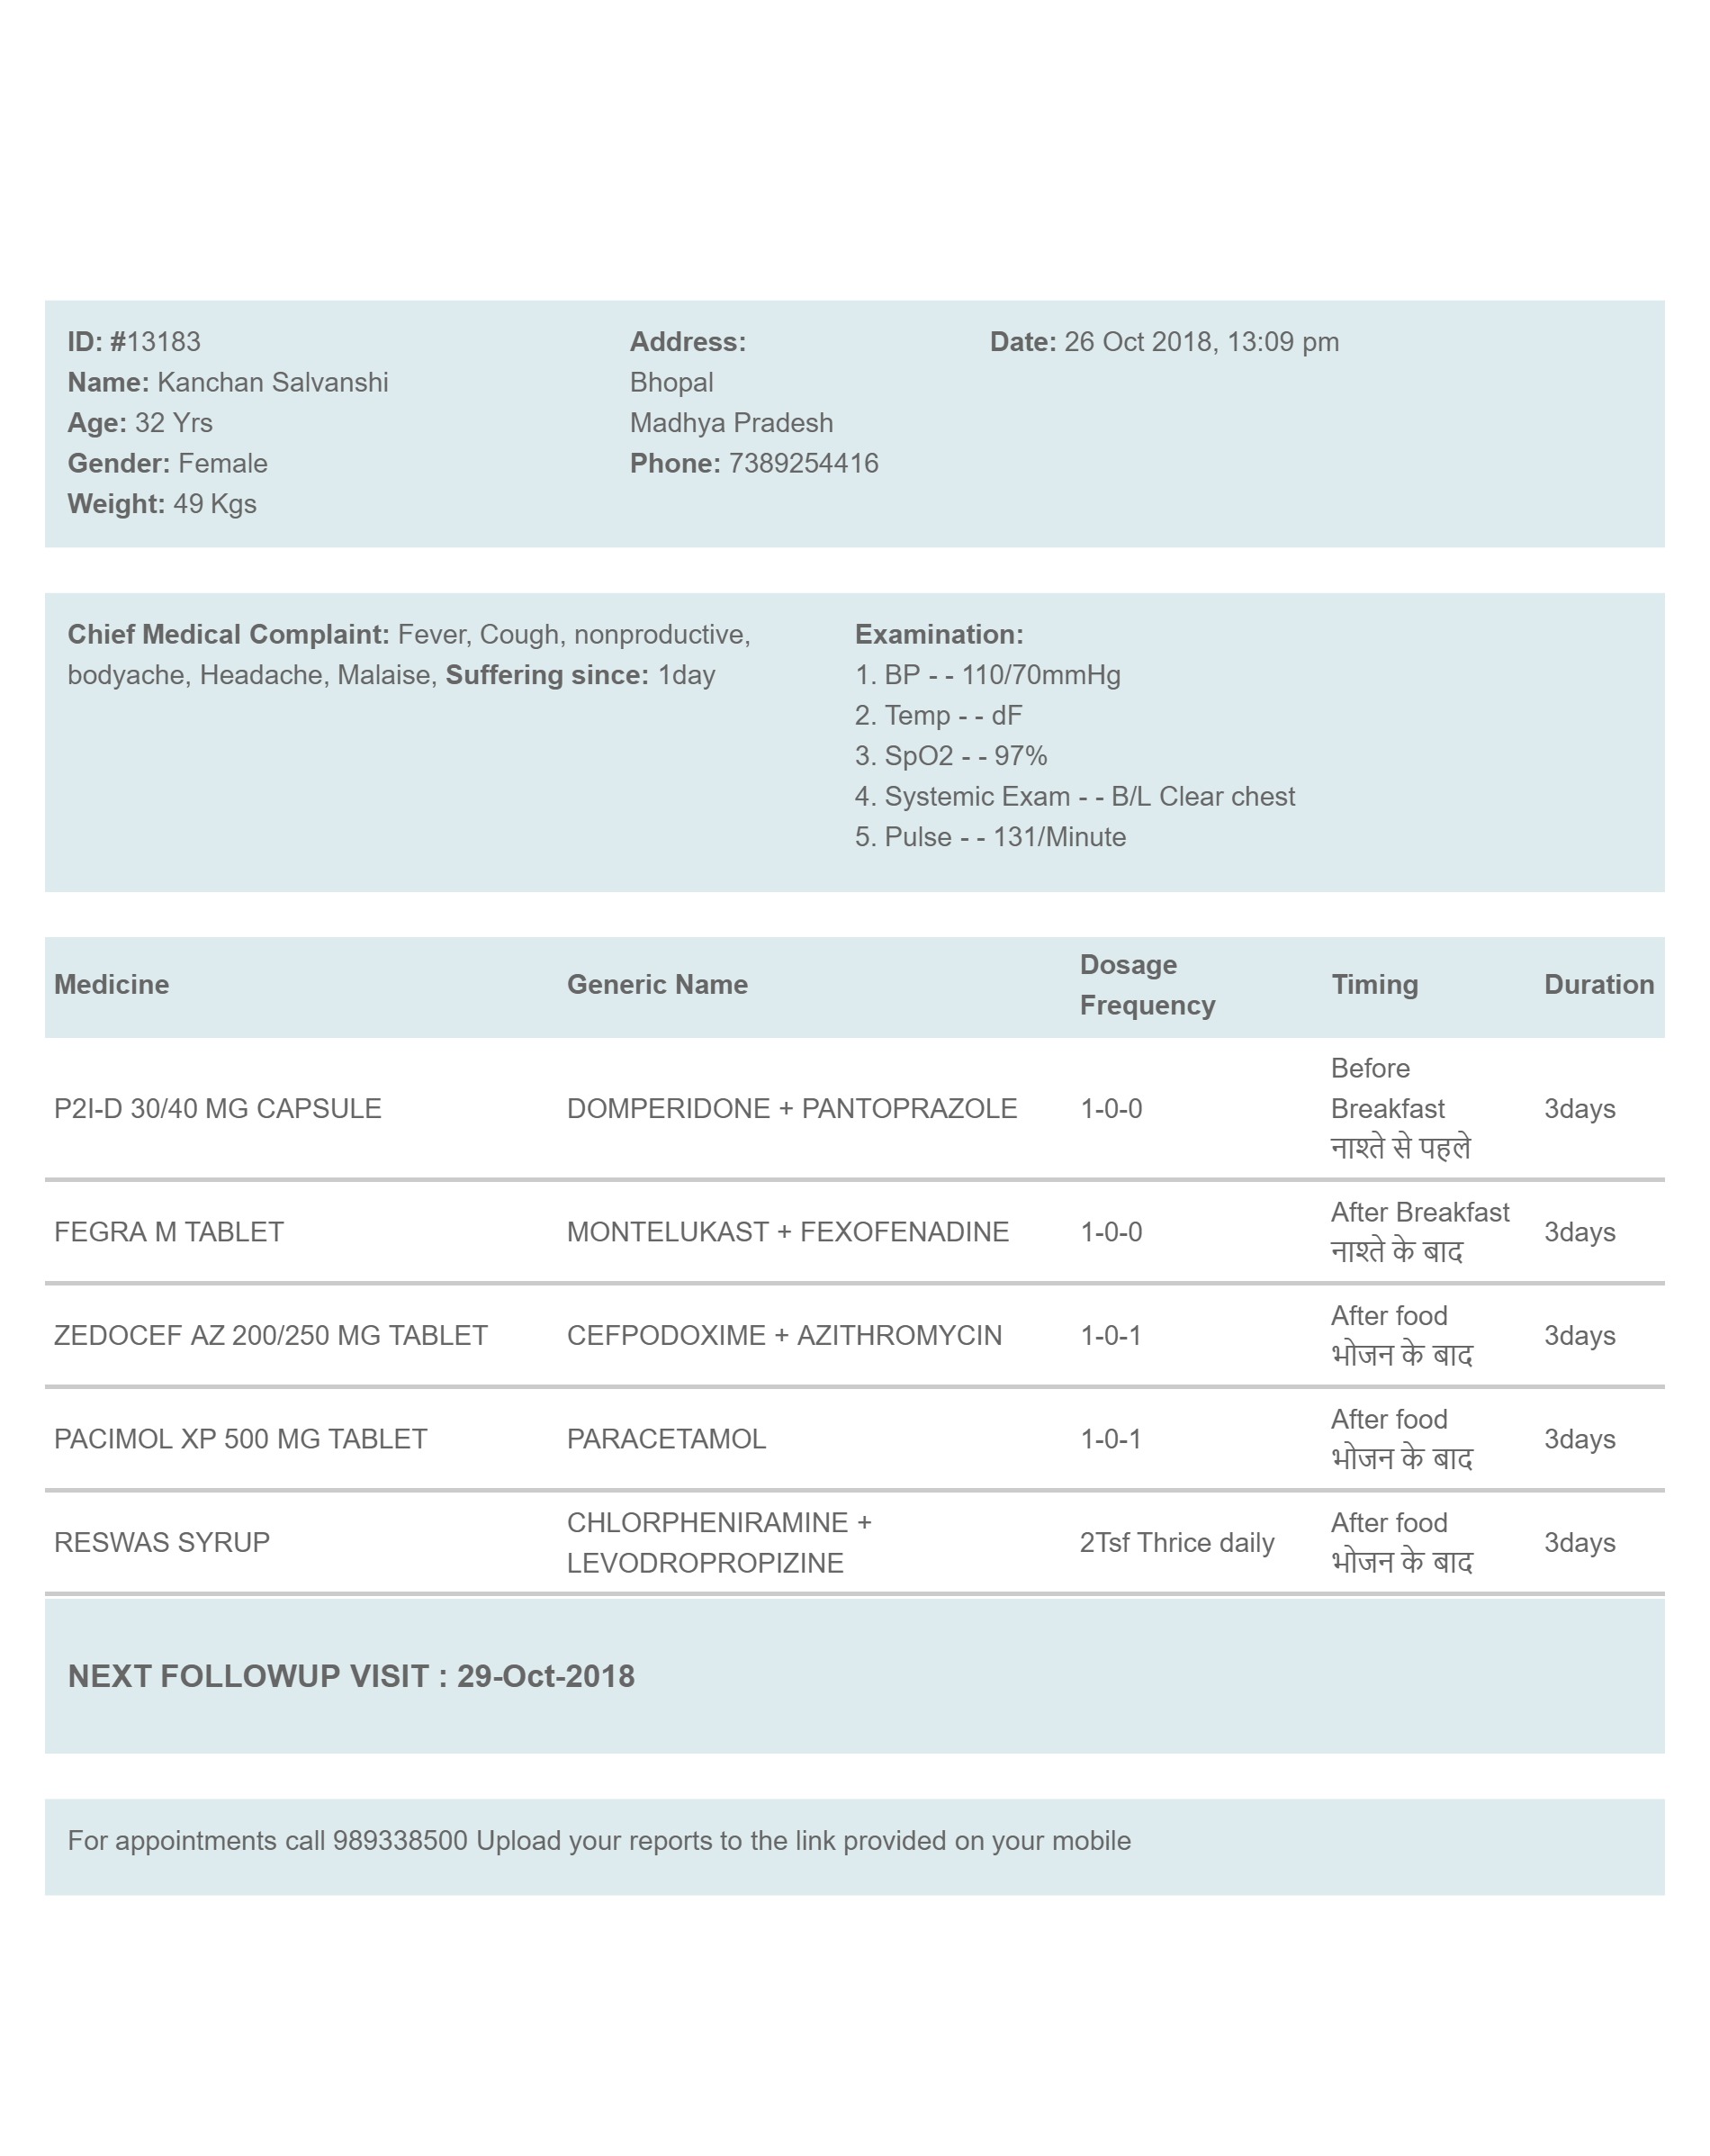 ID: #13183
Name: Kanchan Salvanshi
Age: 32 Yrs
Gender: Female
Weight: 49 Kgs
Address:
Bhopal
Madhya Pradesh
Phone: 7389254416
Date: 26 Oct 2018, 13:09 pm
Chief Medical Complaint: Fever, Cough, nonproductive,
bodyache, Headache, Malaise, Suffering since: 1day
Examination:
1. BP - - 110/70mmHg
2. Temp - - dF
3. SpO2 - - 97%
4. Systemic Exam - - B/L Clear chest
5. Pulse - - 131/Minute
Medicine Generic Name Dosage Frequency Timing Duration
P2I-D 30/40 MG CAPSULE DOMPERIDONE + PANTOPRAZOLE 1-0-0 Before Breakfast नाश्ते से पहले 3days
FEGRA M TABLET MONTELUKAST + FEXOFENADINE 1-0-0 After Breakfast नाश्ते के बाद 3days
ZEDOCEF AZ 200/250 MG TABLET CEFPODOXIME + AZITHROMYCIN 1-0-1 After food भोजन के बाद 3days
PACIMOL XP 500 MG TABLET PARACETAMOL 1-0-1 After food भोजन के बाद 3days
RESWAS SYRUP CHLORPHENIRAMINE + LEVODROPROPIZINE 2Tsf Thrice daily After food भोजन के बाद 3days
NEXT FOLLOWUP VISIT : 29-Oct-2018
For appointments call 989338500 Upload your reports to the link provided on your mobile